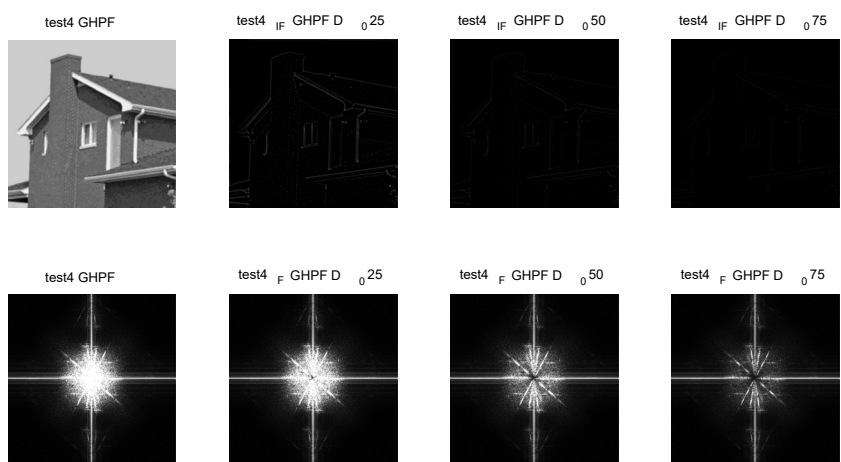 test4 GHPF
test4 IF GHPF D 0 25
test4 IF GHPF D 0 50
test4 IF GHPF D 0 75
test4 GHPF
test4 F GHPF D 0 25
test4 F GHPF D 0 50
test4 F GHPF D 0 75